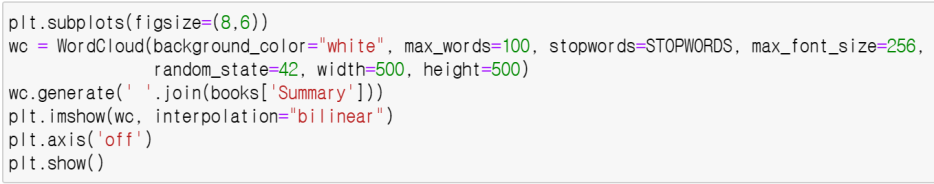 plt.subplots(figsize=(8,6))
wc = WordCloud(background_color="white", max_words=100, stopwords=STOPWORDS, max_font_size=256,
               random_state=42, width=500, height=500)
wc.generate(' '.join(books['Summary']))
plt.imshow(wc, interpolation="bilinear")
plt.axis('off')
plt.show()